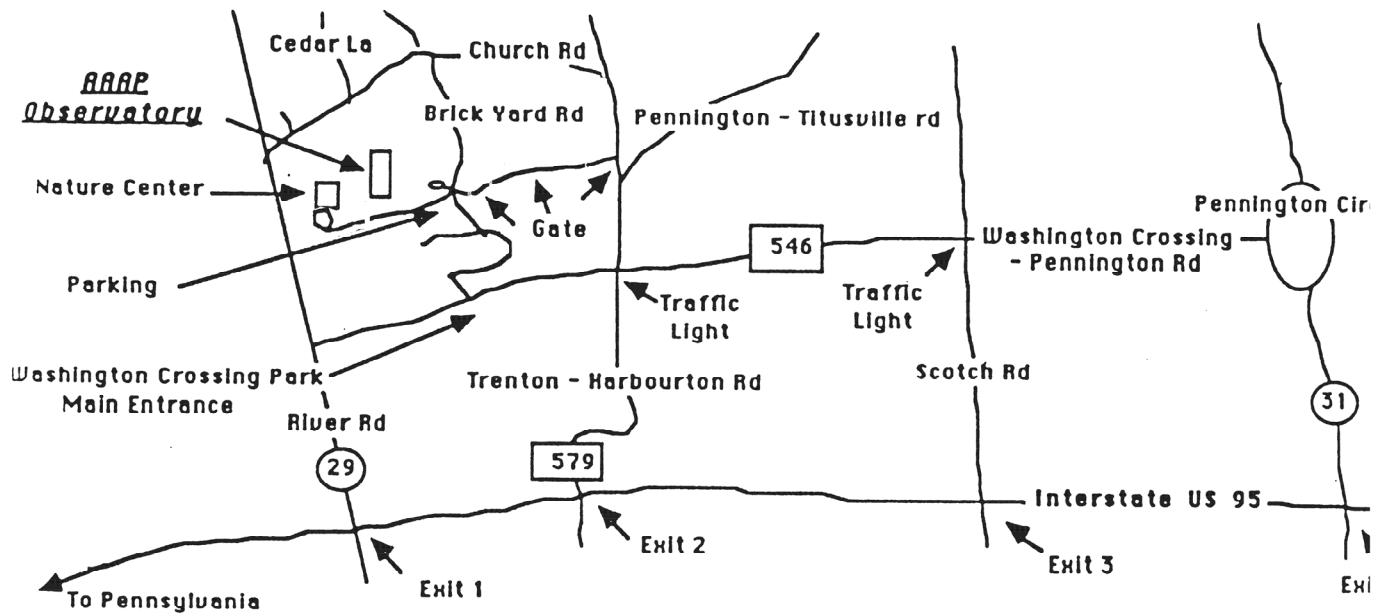 Cedar La
Church Rd
AAAP
Observatory
Brick Yard Rd
Pennington - Titusville rd
Nature Center
Gate
Pennington Cir
546
Washington Crossing
- Pennington Rd
Parking
Traffic
Light
Traffic
Light
Washington Crossing Park
Main Entrance
Trenton - Harbourton Rd
Scotch Rd
31
River Rd
579
29
Interstate US 95
Exit 2
Exit 3
Exit 1
Exi
To Pennsylvania